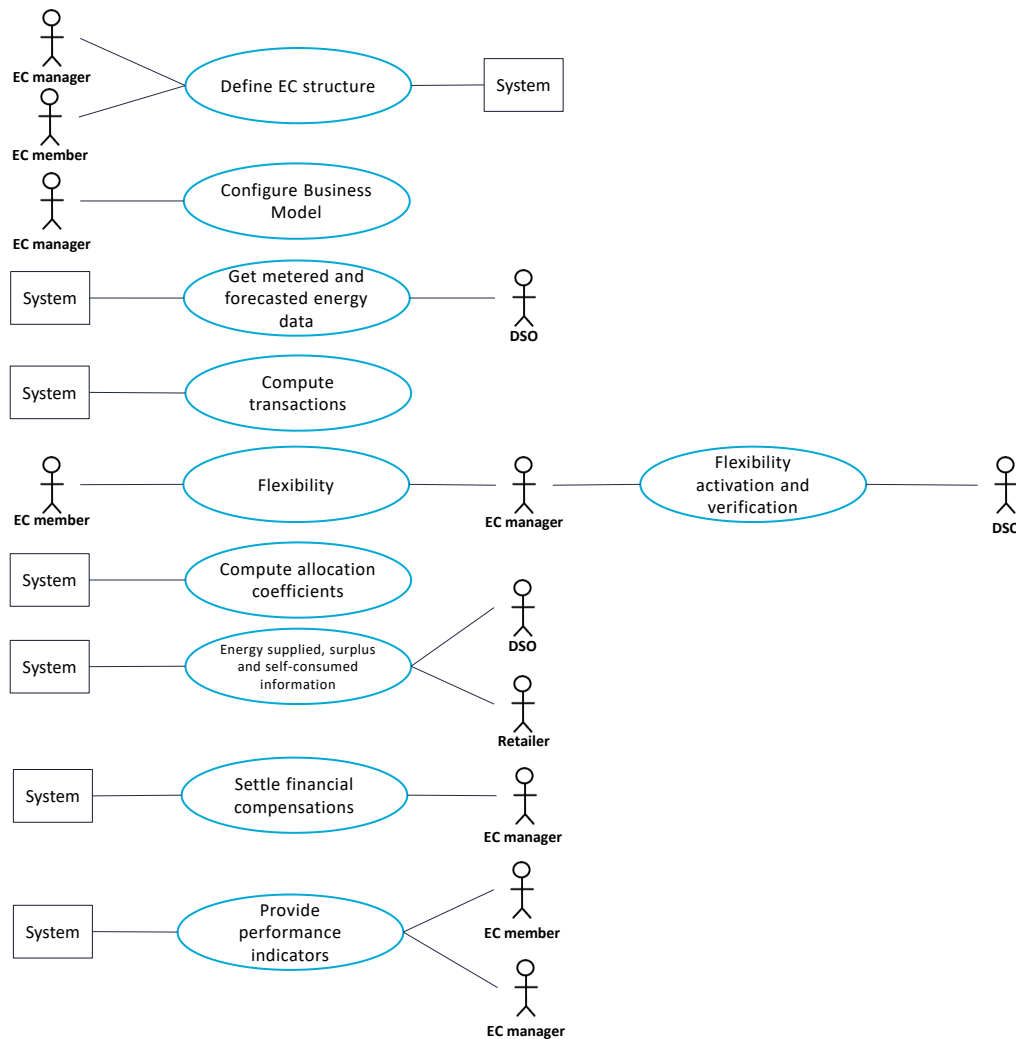 EC manager
Define EC structure
System
EC member
Configure Business
Model
EC manager
System
Get metered and
forecasted energy
data
DSO
System
Compute
transactions
EC member
Flexibility
EC manager
Flexibility
activation and
verification
DSO
System
Compute allocation
coefficients
System
Energy supplied, surplus
and self-consumed
information
DSO
Retailer
System
Settle financial
compensations
EC manager
System
Provide
performance
indicators
EC member
EC manager